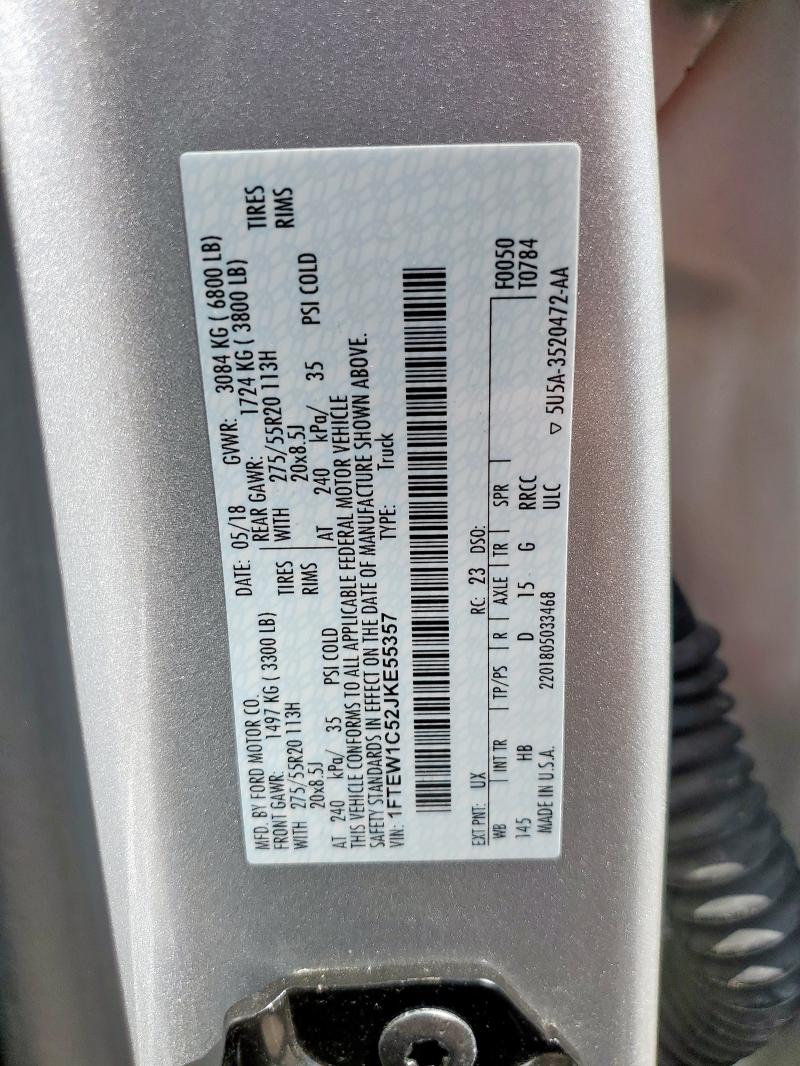 MFD. BY FORD MOTOR CO.
DATE: 05/18 GVWR: 3084 KG ( 6800 LB)
FRONT GAWR: 1497 KG ( 3300 LB) REAR GAWR: 1724 KG ( 3800 LB)
WITH 275/55R20 113H TIRES WITH 275/55R20 113H TIRES
20x8.5J RIMS 20x8.5J RIMS
AT 240 kPa/ 35 PSI COLD AT 240 kPa/ 35 PSI COLD
THIS VEHICLE CONFORMS TO ALL APPLICABLE FEDERAL MOTOR VEHICLE
SAFETY STANDARDS IN EFFECT ON THE DATE OF MANUFACTURE SHOWN ABOVE.
VIN: 1FTEW1C52JKE55357 TYPE: Truck
EXT PNT: UX RC: 23 DSO:
WB INT TR TP/PS R AXLE TR SPR F0050
145 HB D 15 G RRCC T0784
MADE IN U.S.A. 2201805033468 ULC ▽ 5U5A-3520472-AA